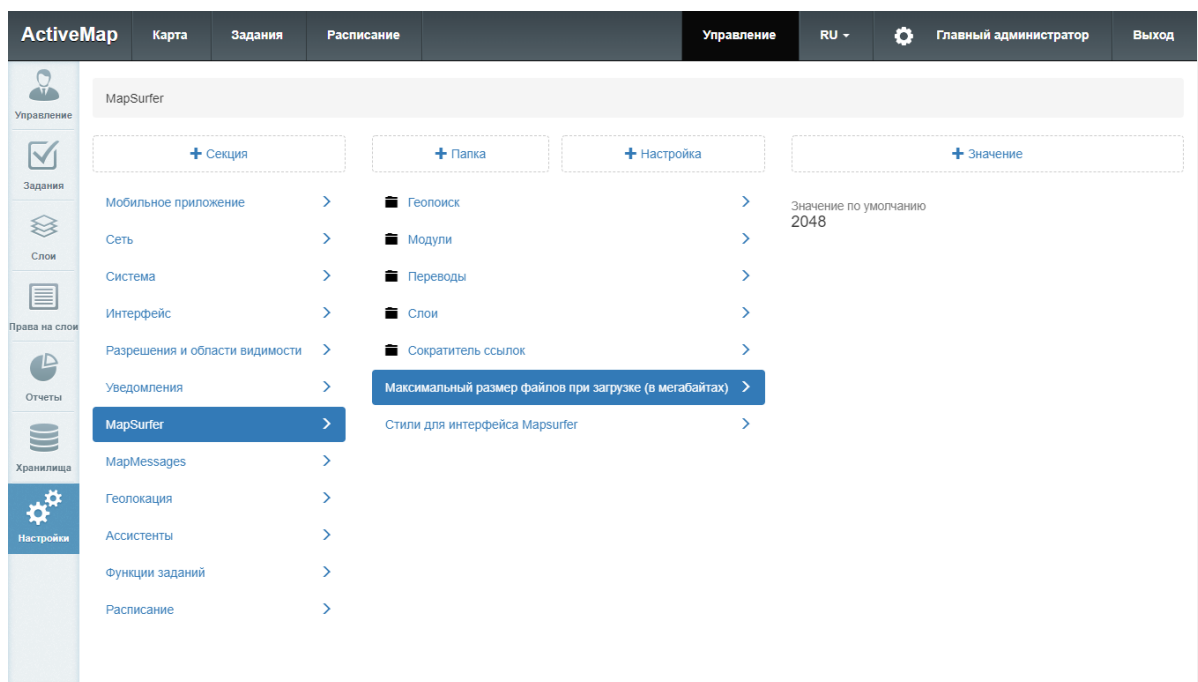 ActiveMap Карта Задания Расписание Управление RU Главный администратор Выход
Управление
Задания
Слои
Права на слои
Отчеты
Хранилища
Настройки
MapSurfer
+ Секция
+ Папка
+ Настройка
+ Значение
Мобильное приложение
Сеть
Система
Интерфейс
Разрешения и области видимости
Уведомления
MapSurfer
MapMessages
Геолокация
Ассистенты
Функции заданий
Расписание
Геопоиск
Модули
Переводы
Слои
Сократитель ссылок
Максимальный размер файлов при загрузке (в мегабайтах)
Стили для интерфейса Mapsurfer
Значение по умолчанию
2048